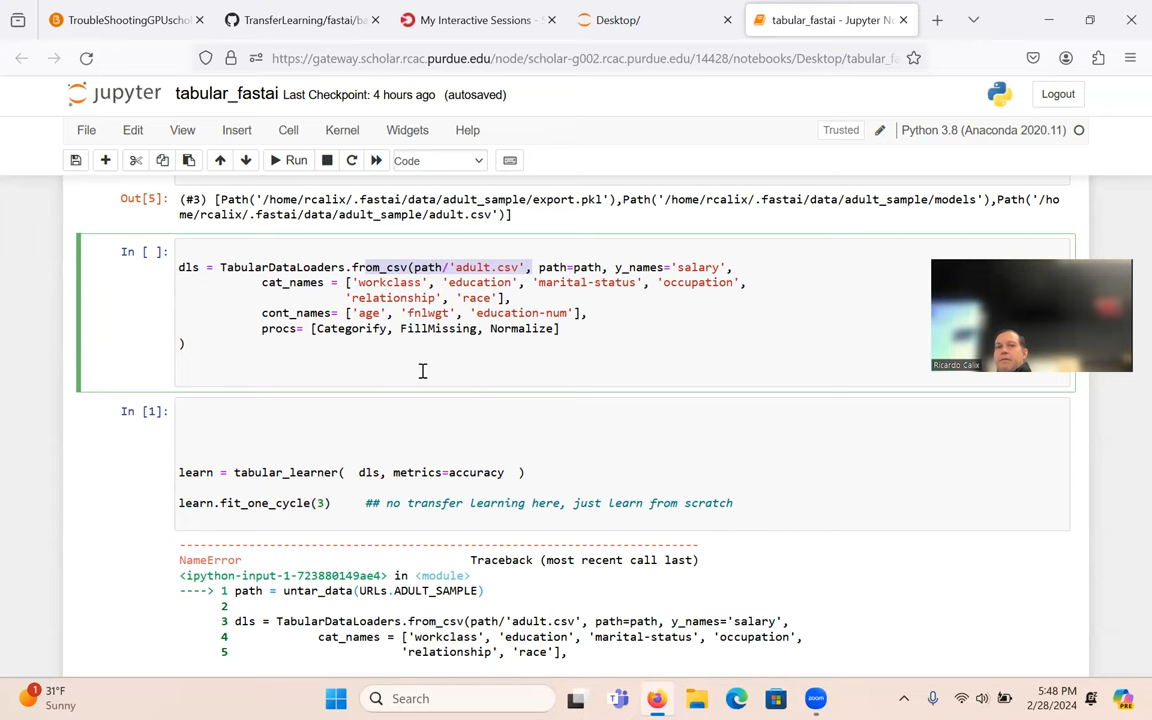 TroubleShootingGPUschol
TransferLearning/fastai/ba
My Interactive Sessions -
Desktop/
tabular_fastai - Jupyter No
https://gateway.scholar.rcac.purdue.edu/node/scholar-g002.rcac.purdue.edu/14428/notebooks/Desktop/tabular_fa
jupyter tabular_fastai Last Checkpoint: 4 hours ago (autosaved)
Logout
File Edit View Insert Cell Kernel Widgets Help
Trusted
Python 3.8 (Anaconda 2020.11)
Run
Code
Out[5]: (#3) [Path('/home/rcalix/.fastai/data/adult_sample/export.pkl'),Path('/home/rcalix/.fastai/data/adult_sample/models'),Path('/ho
me/rcalix/.fastai/data/adult_sample/adult.csv')]
In [ ]:
dls = TabularDataLoaders.from_csv(path/'adult.csv', path=path, y_names='salary',
cat_names = ['workclass', 'education', 'marital-status', 'occupation',
'relationship', 'race'],
cont_names= ['age', 'fnlwgt', 'education-num'],
procs= [Categorify, FillMissing, Normalize]
)
Ricardo Calix
In [1]:
learn = tabular_learner( dls, metrics=accuracy )
learn.fit_one_cycle(3) ## no transfer learning here, just learn from scratch
---------------------------------------------------------------------------
NameError Traceback (most recent call last)
<ipython-input-1-723880149ae4> in <module>
----> 1 path = untar_data(URLs.ADULT_SAMPLE)
2
3 dls = TabularDataLoaders.from_csv(path/'adult.csv', path=path, y_names='salary',
4 cat_names = ['workclass', 'education', 'marital-status', 'occupation',
5 'relationship', 'race'],
1
31°F
Sunny
Search
PRE
5:48 PM
2/28/2024